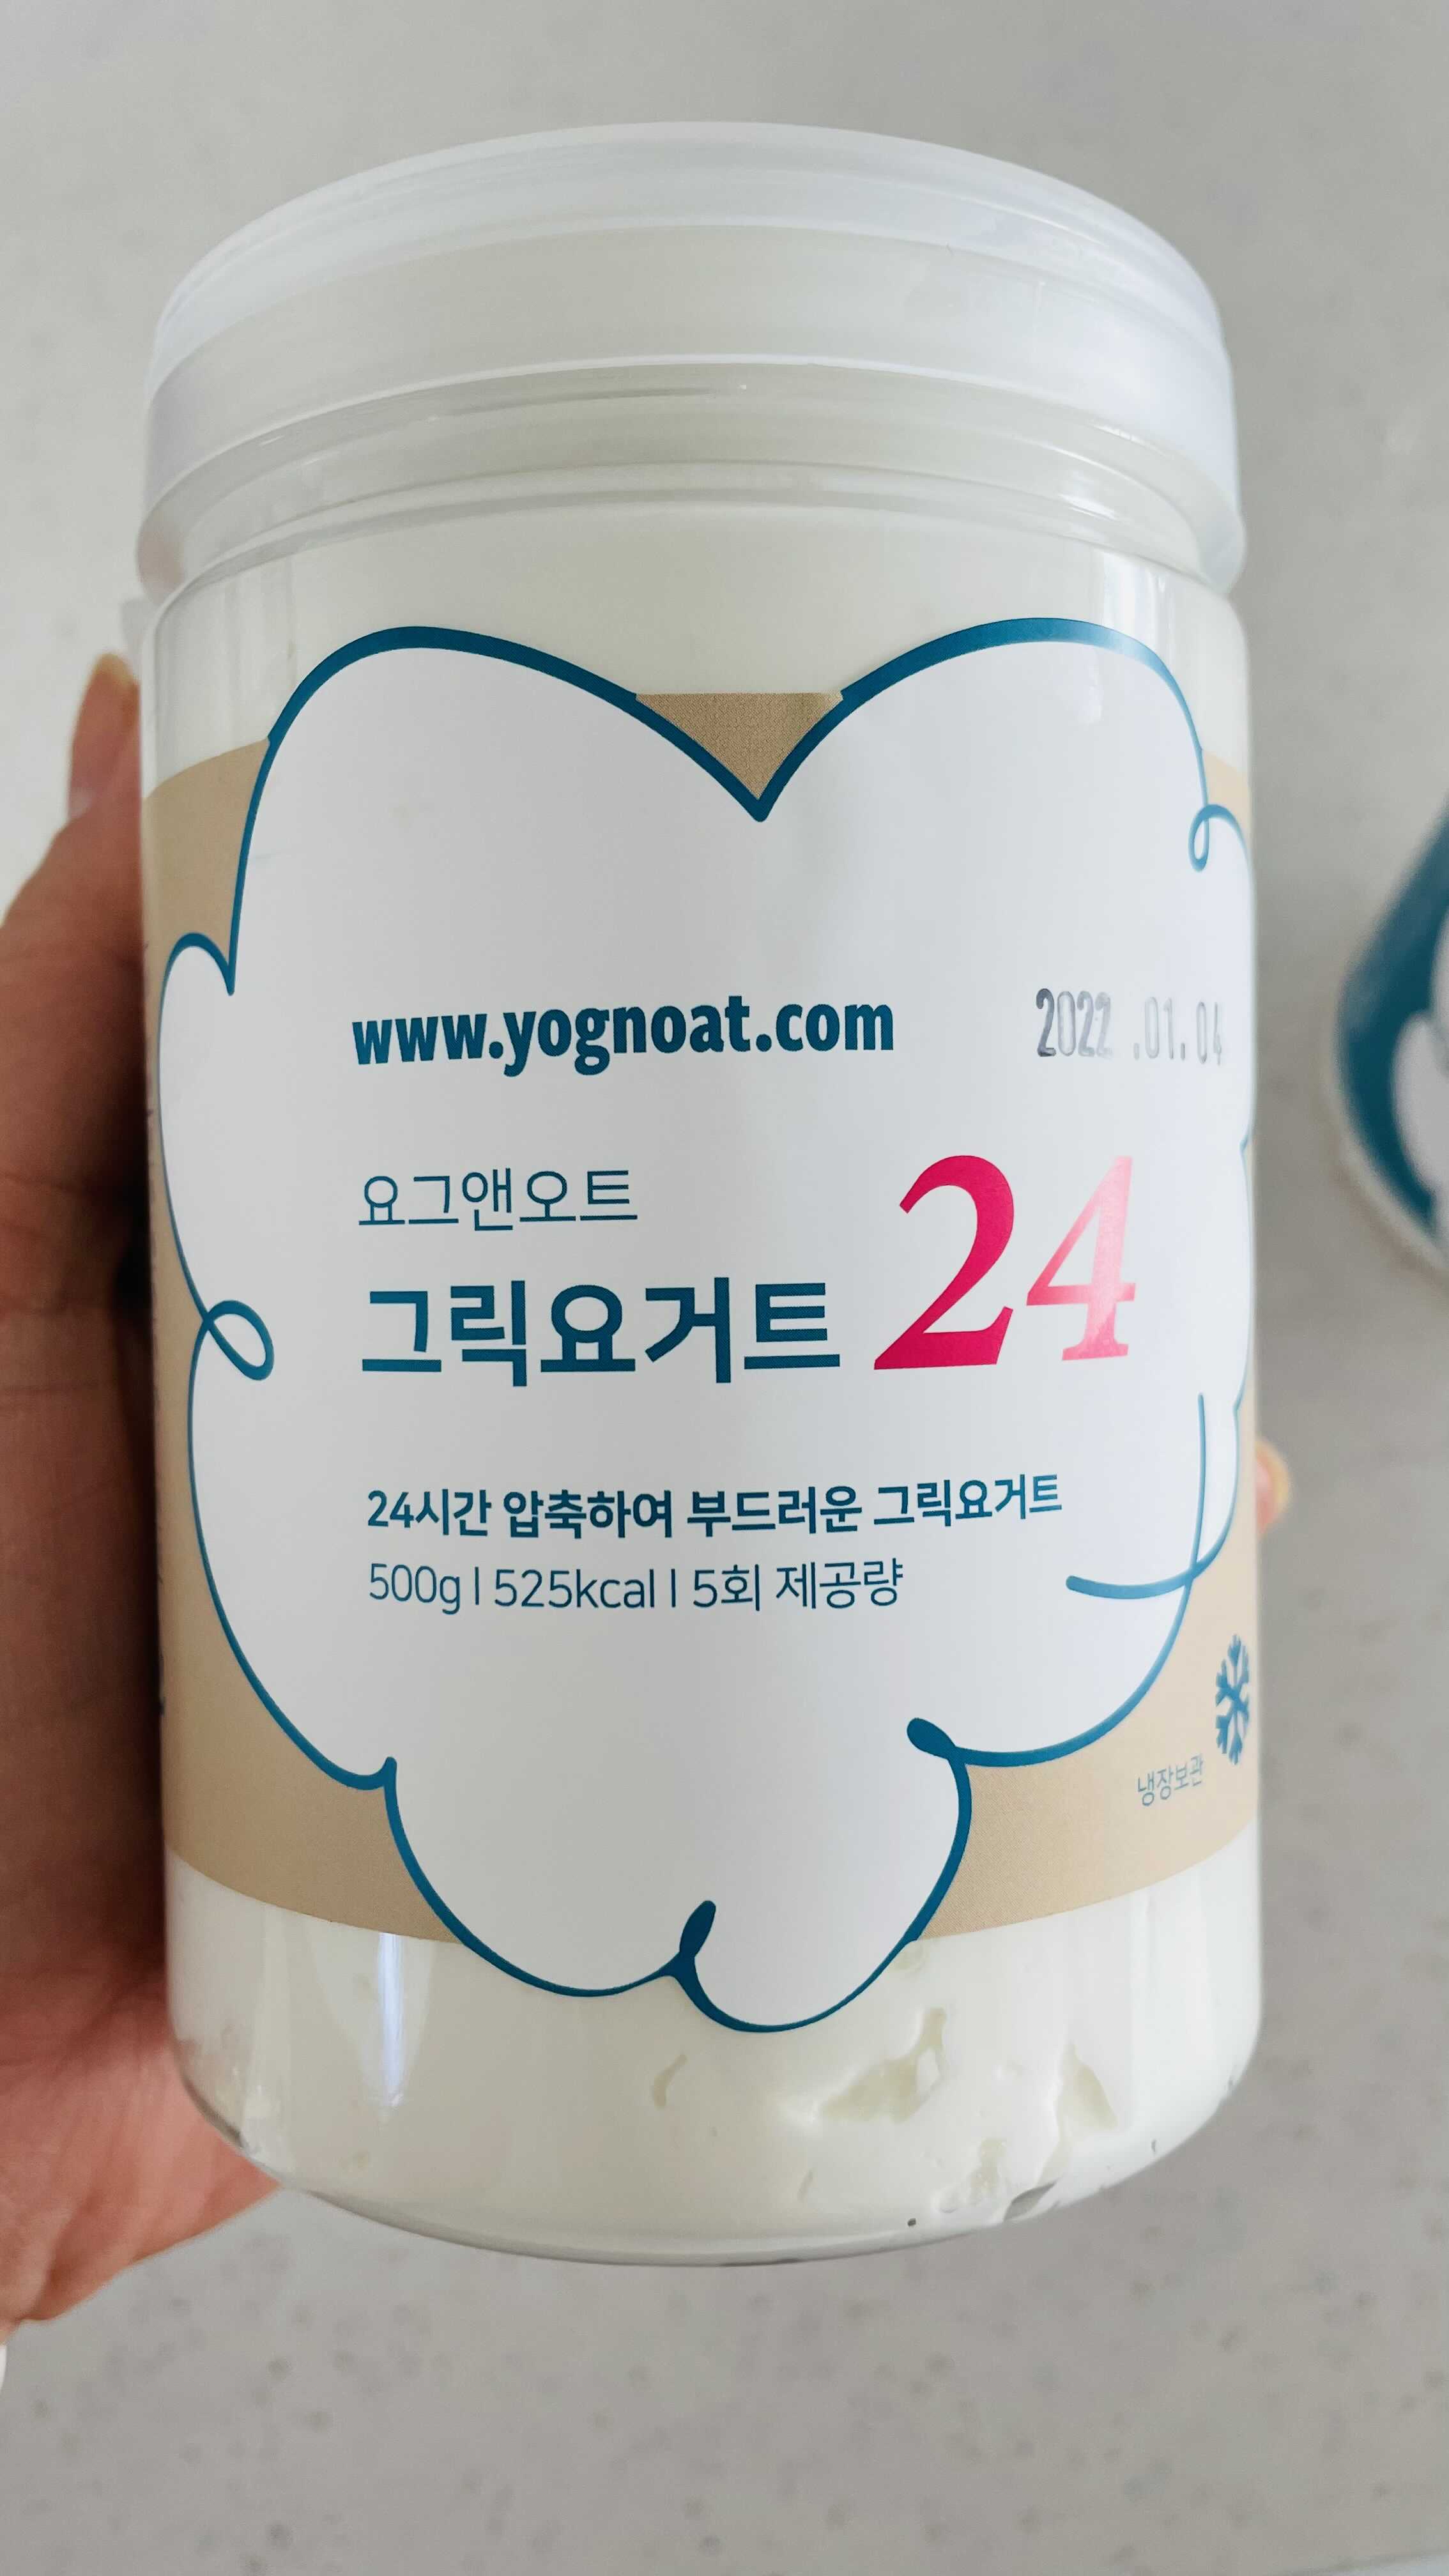 www.yognoat.com
2022 .01.04
요그앤오트
그릭요거트 24
24시간 압축하여 부드러운 그릭요거트
500g | 525kcal | 5회 제공량
냉장보관